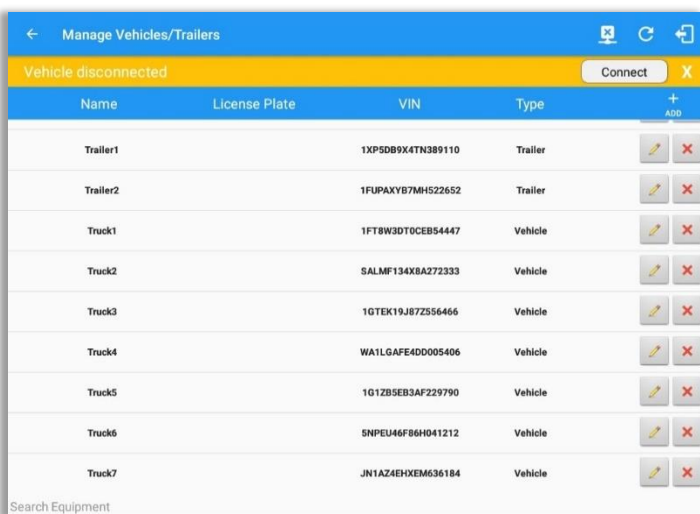 Manage Vehicles/Trailers
Vehicle disconnected Connect X
Name License Plate VIN Type + ADD
Trailer1 1XP5DB9X4TN389110 Trailer
Trailer2 1FUPAXYB7MH522652 Trailer
Truck1 1FT8W3DT0CEB54447 Vehicle
Truck2 SALMF134X8A272333 Vehicle
Truck3 1GTEK19J87Z556466 Vehicle
Truck4 WA1LGAFE4DD005406 Vehicle
Truck5 1G1ZB5EB3AF229790 Vehicle
Truck6 5NPEU46F86H041212 Vehicle
Truck7 JN1AZ4EHXEM636184 Vehicle
Search Equipment